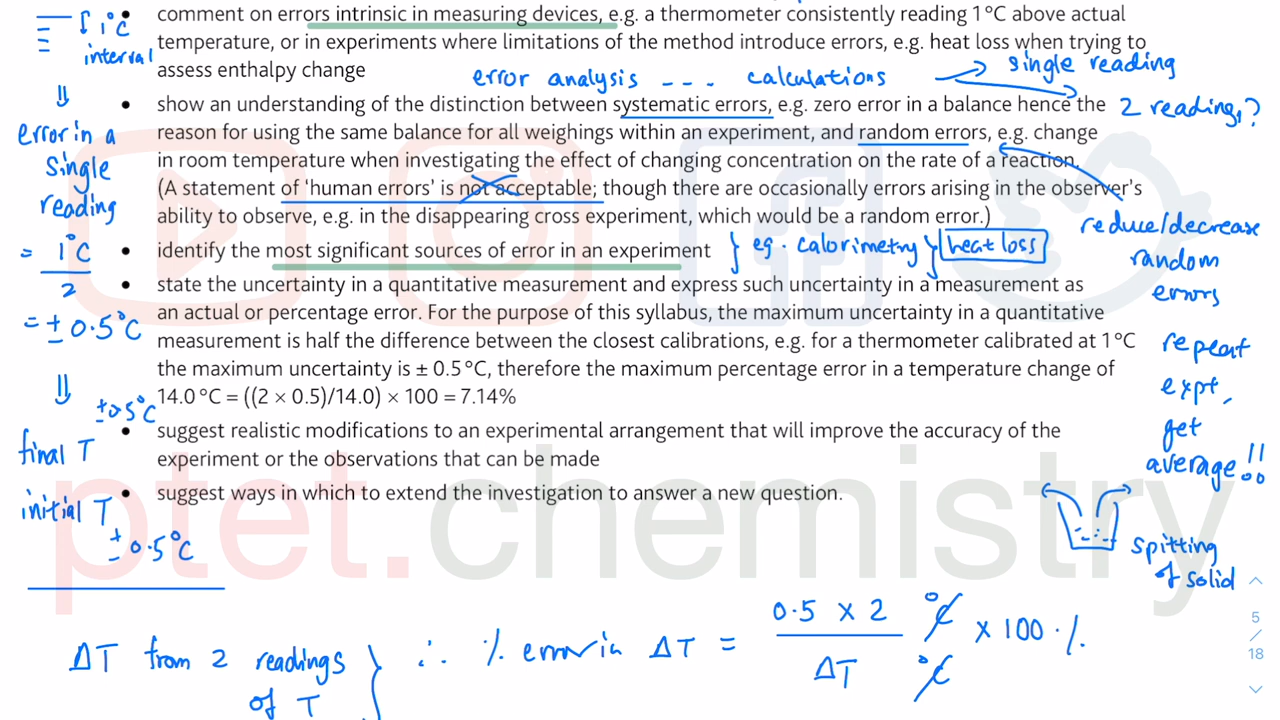 comment on errors intrinsic in measuring devices, e.g. a thermometer consistently reading 1 °C above actual
temperature, or in experiments where limitations of the method introduce errors, e.g. heat loss when trying to
assess enthalpy change
error analysis --- calculations
single reading
2 readings?
show an understanding of the distinction between systematic errors, e.g. zero error in a balance hence the
reason for using the same balance for all weighings within an experiment, and random errors, e.g. change
in room temperature when investigating the effect of changing concentration on the rate of a reaction.
(A statement of 'human errors' is not acceptable; though there are occasionally errors arising in the observer's
ability to observe, e.g. in the disappearing cross experiment, which would be a random error.)
identify the most significant sources of error in an experiment
eg. calorimetry
heat loss
state the uncertainty in a quantitative measurement and express such uncertainty in a measurement as
an actual or percentage error. For the purpose of this syllabus, the maximum uncertainty in a quantitative
measurement is half the difference between the closest calibrations, e.g. for a thermometer calibrated at 1 °C
the maximum uncertainty is ± 0.5 °C, therefore the maximum percentage error in a temperature change of
14.0 °C = ((2 × 0.5)/14.0) × 100 = 7.14%
suggest realistic modifications to an experimental arrangement that will improve the accuracy of the
experiment or the observations that can be made
suggest ways in which to extend the investigation to answer a new question.
1°C
interval
⇓
error in a
single
reading
= 1°C
2
= ± 0.5°C
⇓
±0.5°C
final T
initial T
± 0.5°C
reduce/decrease
random
errors
repeat
expt,
get
average!!
spitting
of solid
ptet.chemistry
ΔT from 2 readings
of T
∴ % error in ΔT =
0.5 × 2 °C
ΔT °C
× 100 %
5
/
18